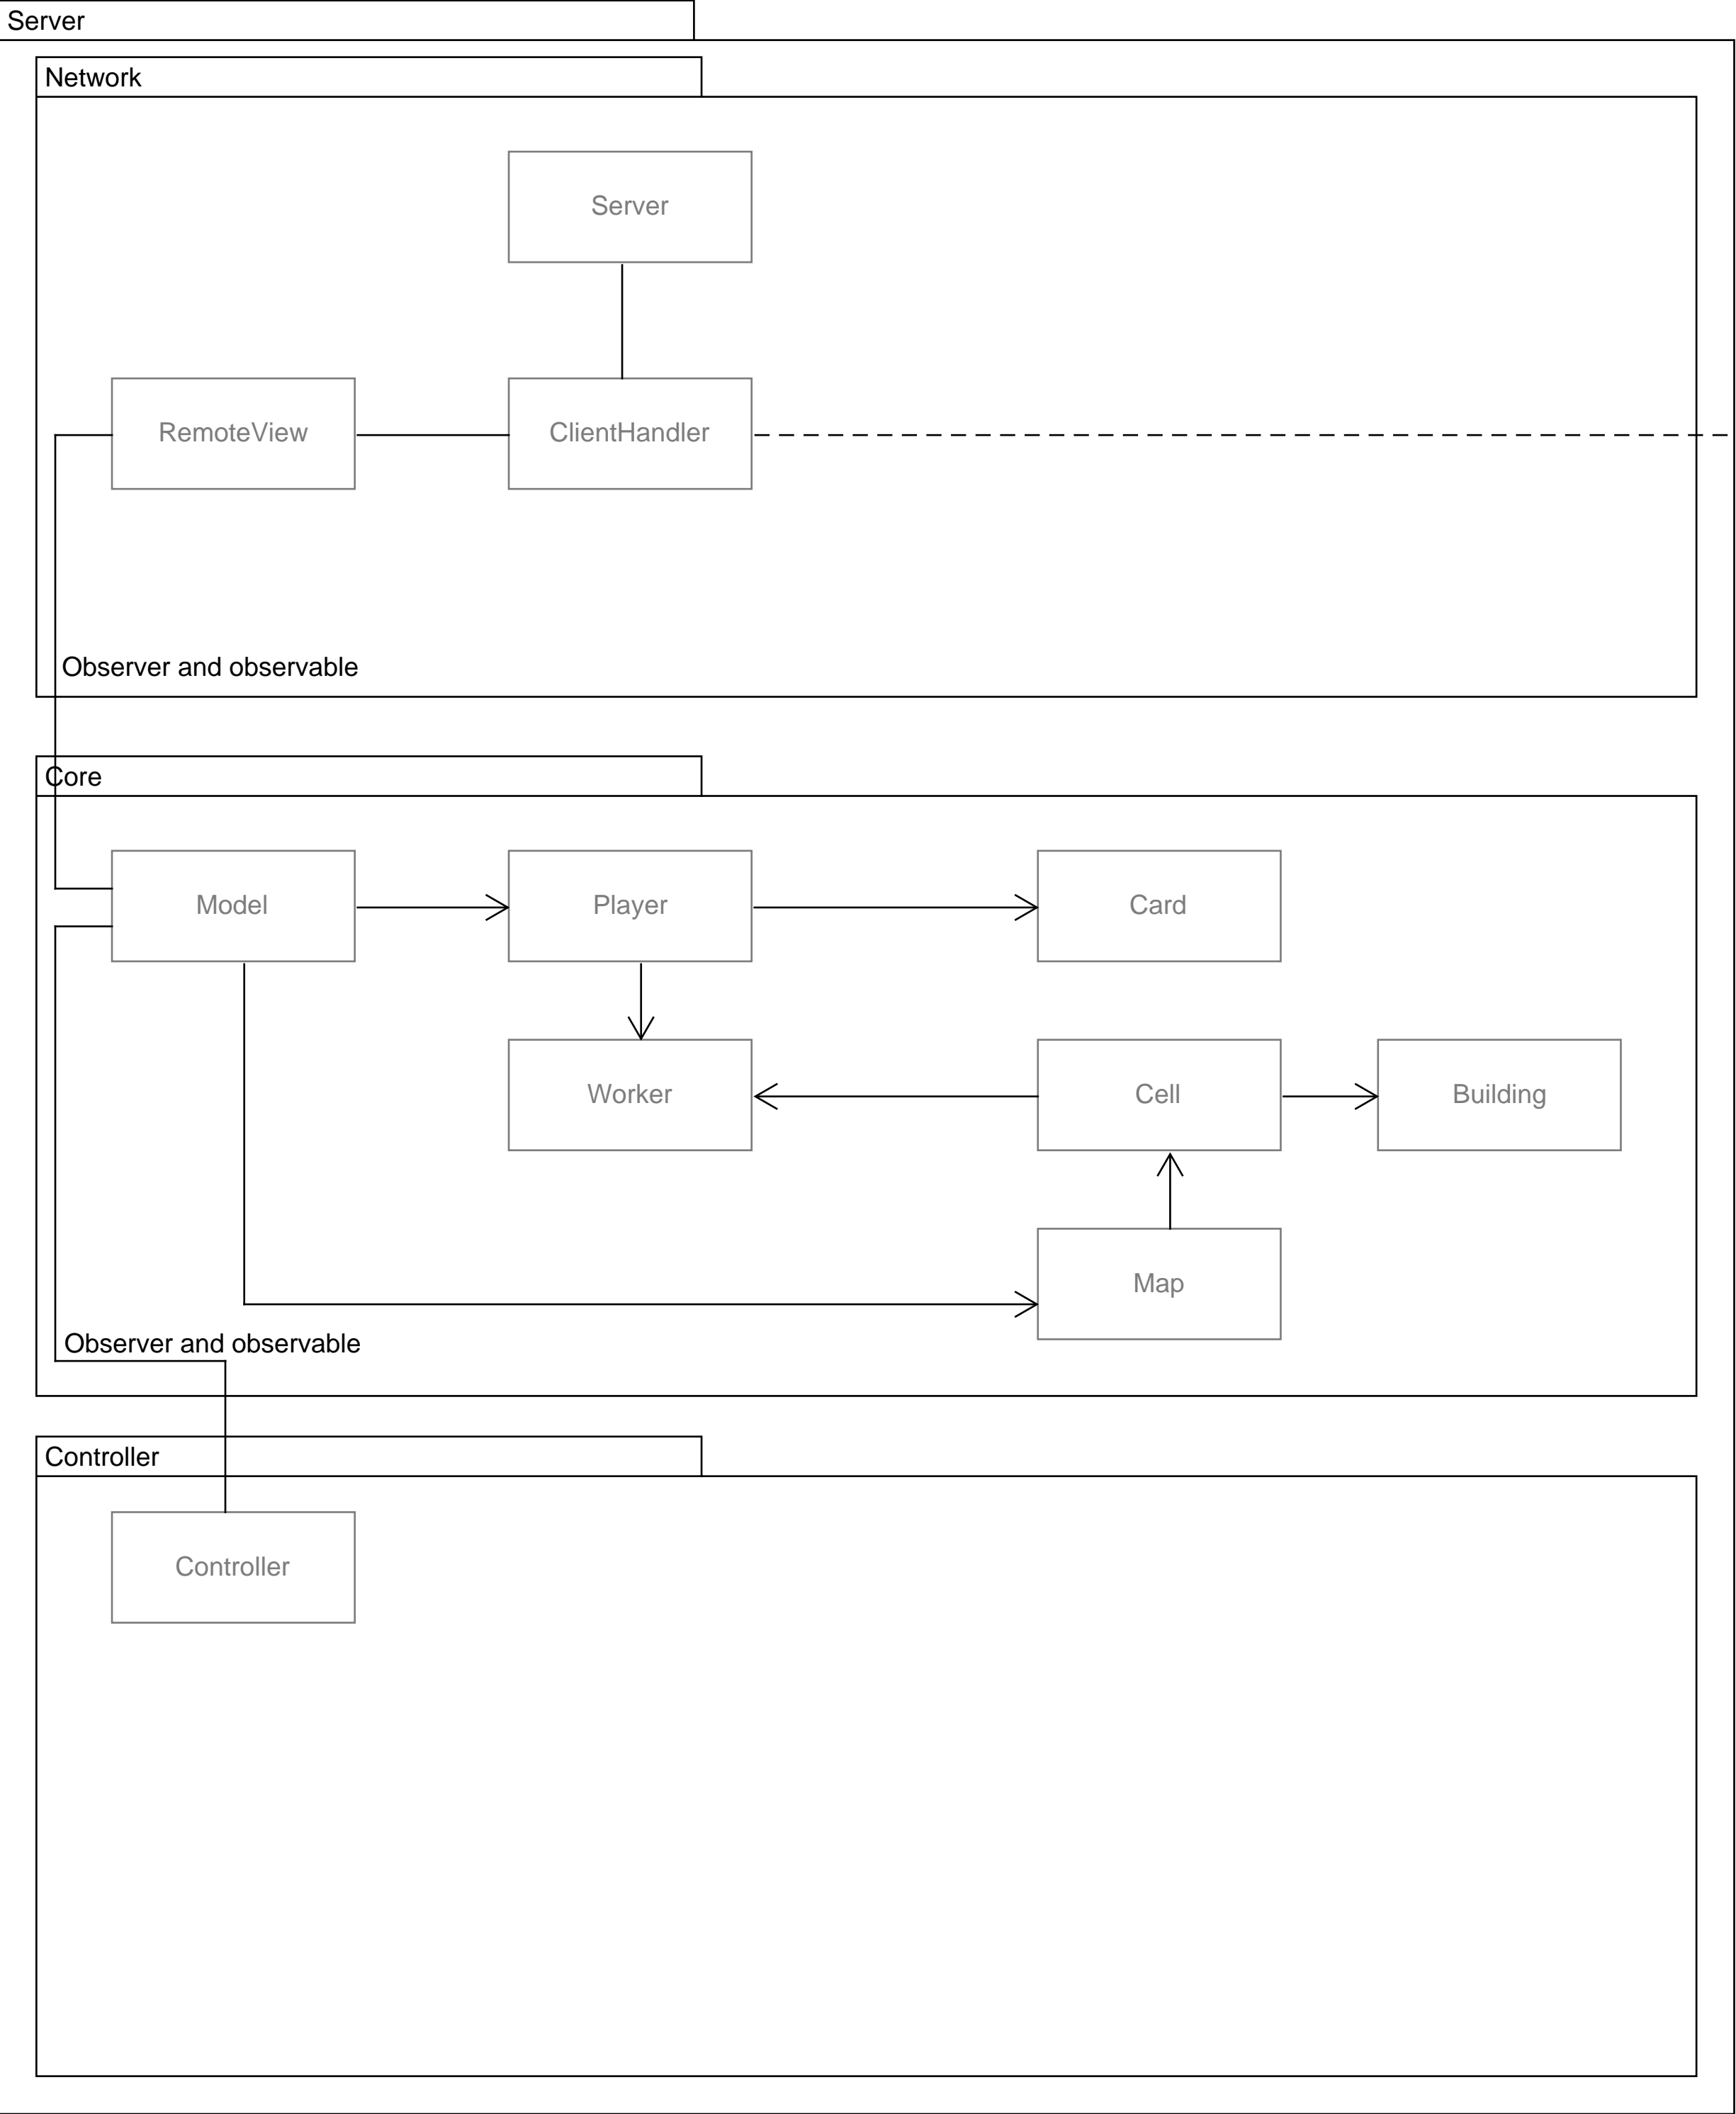 Server
Network
Server
RemoteView
ClientHandler
Observer and observable
Core
Model
Player
Card
Worker
Cell
Building
Map
Observer and observable
Controller
Controller